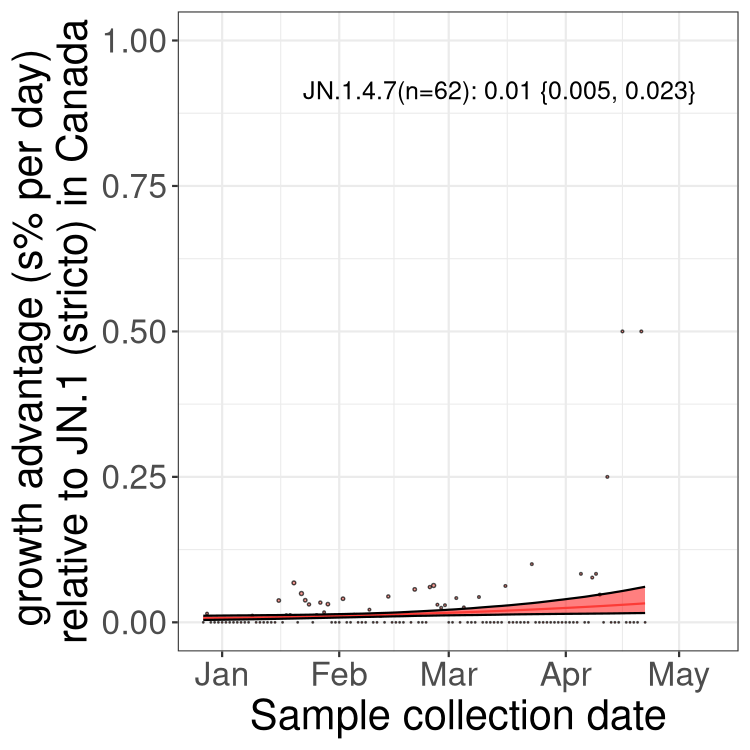 growth advantage (s% per day)
relative to JN.1 (stricto) in Canada
1.00
0.75
0.50
0.25
0.00
JN.1.4.7(n=62): 0.01 {0.005, 0.023}
Jan Feb Mar Apr May
Sample collection date